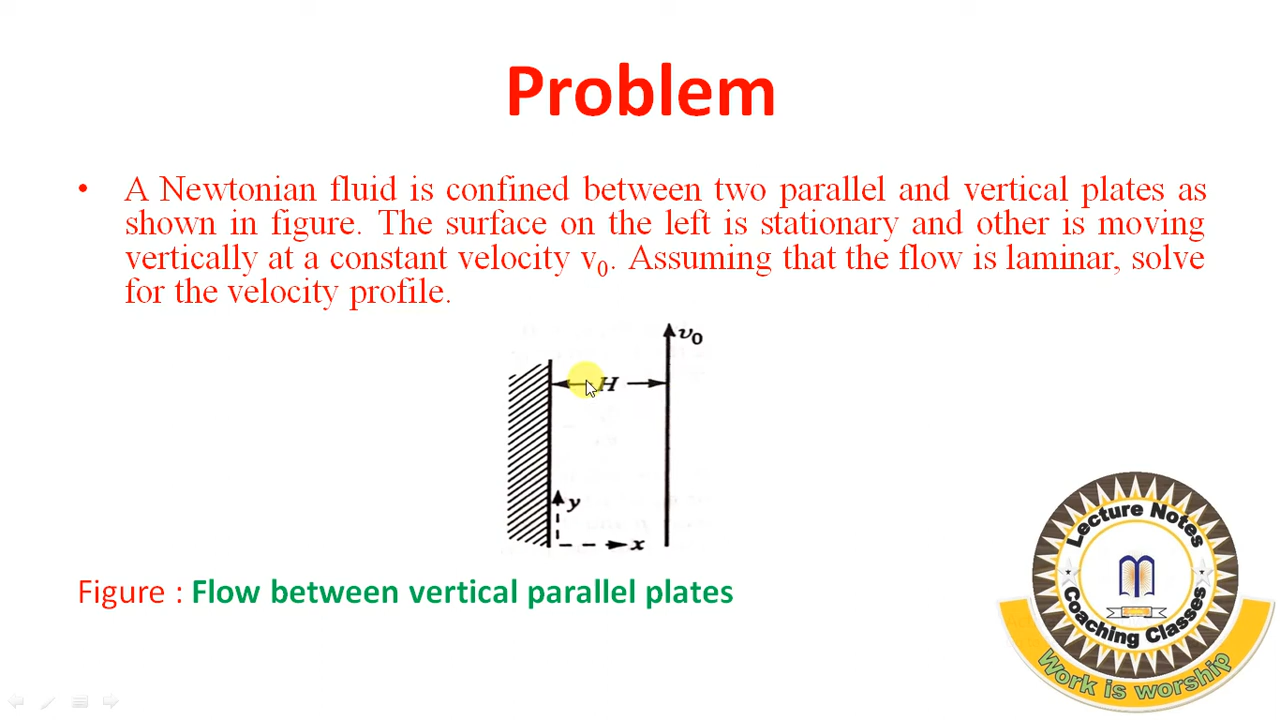 Problem
• A Newtonian fluid is confined between two parallel and vertical plates as
shown in figure. The surface on the left is stationary and other is moving
vertically at a constant velocity v₀. Assuming that the flow is laminar, solve
for the velocity profile.
υ₀
H
y
x
Figure : Flow between vertical parallel plates
Lecture Notes
Coaching Classes
Work is worship